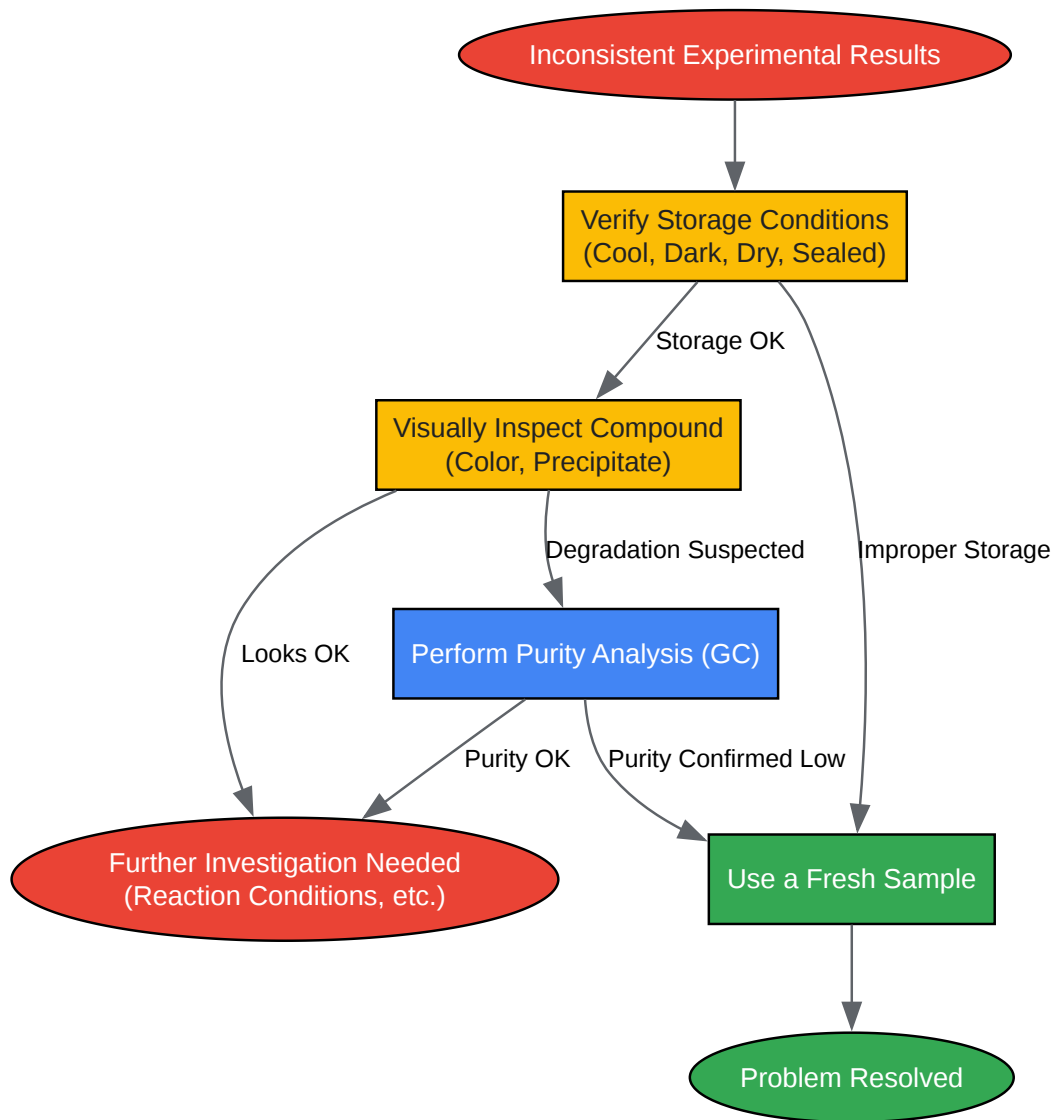 Inconsistent Experimental Results
Verify Storage Conditions
(Cool, Dark, Dry, Sealed)
Storage OK
Visually Inspect Compound
(Color, Precipitate)
Degradation Suspected
Improper Storage
Looks OK
Perform Purity Analysis (GC)
Purity OK
Purity Confirmed Low
Further Investigation Needed
(Reaction Conditions, etc.)
Use a Fresh Sample
Problem Resolved